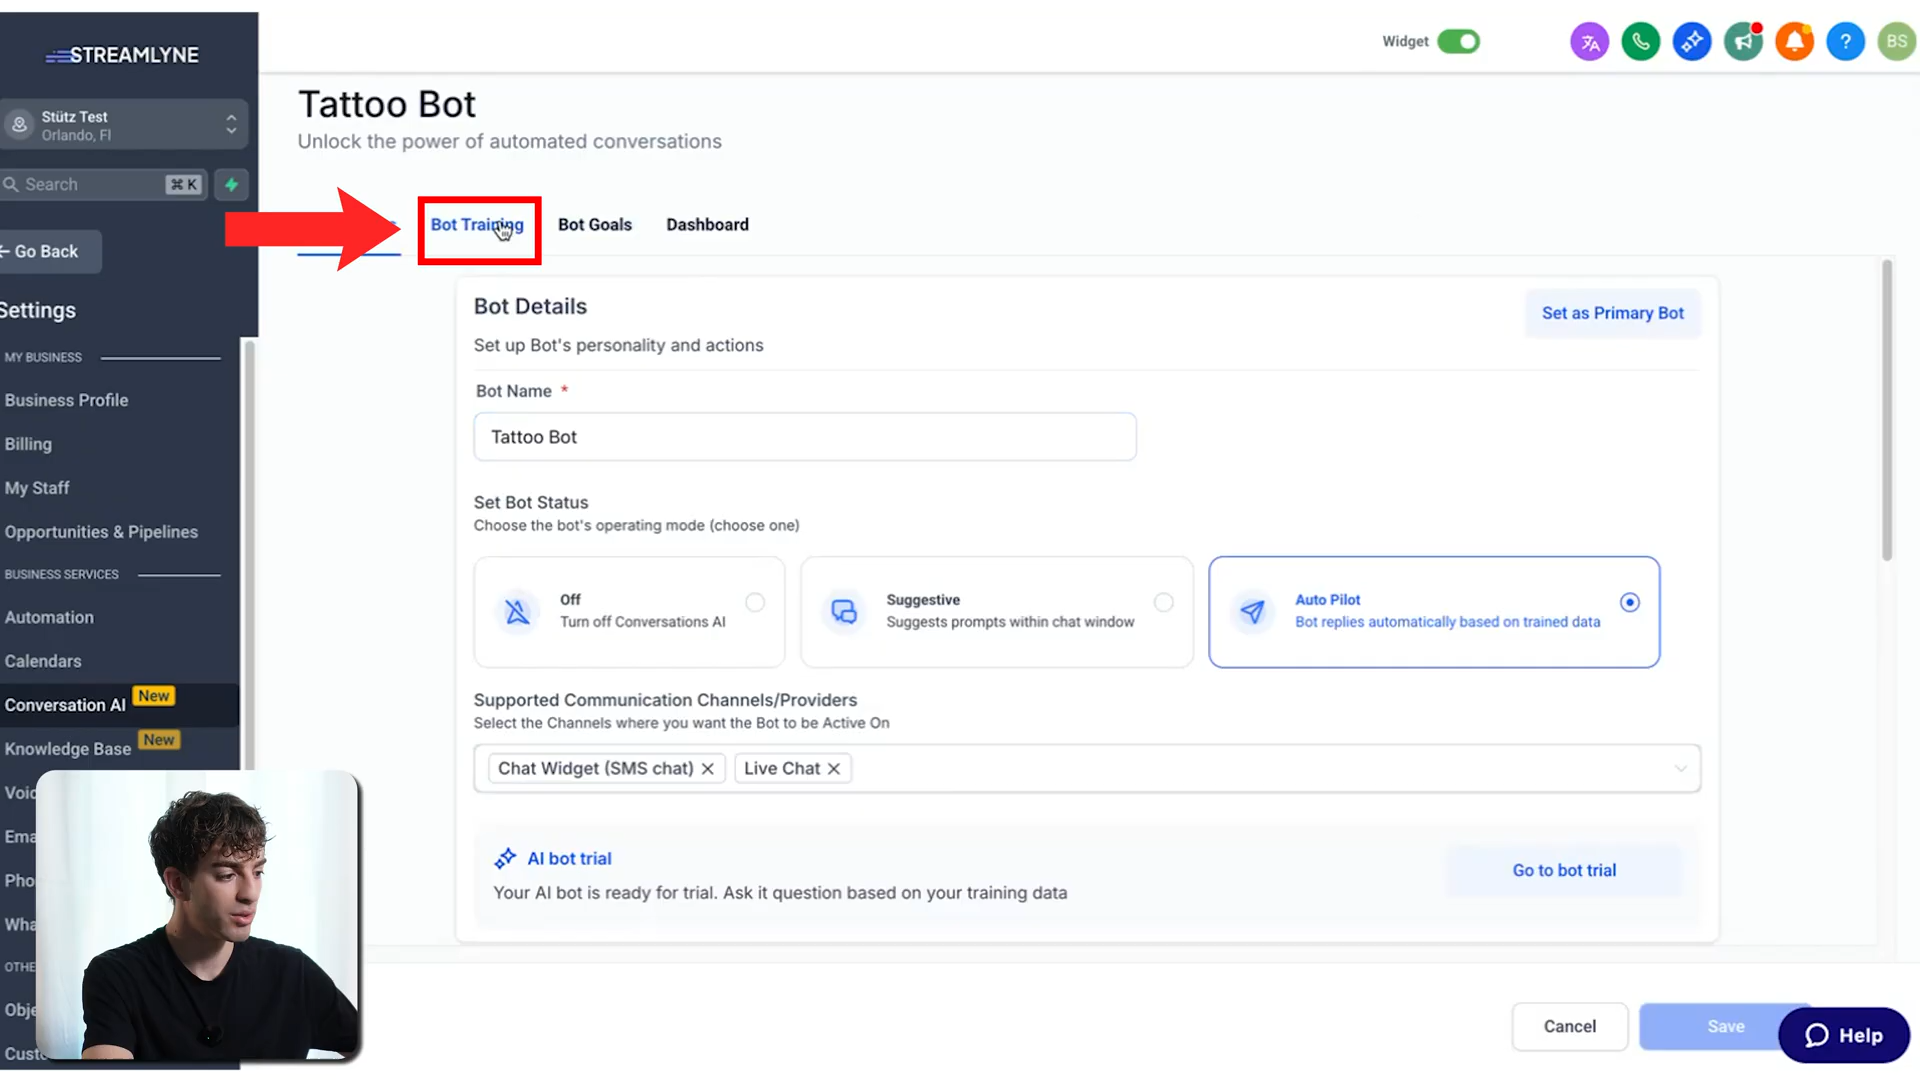 STREAMLYNE
Widget
BS
Stütz Test
Orlando, Fl
Search
⌘ K
Go Back
Settings
MY BUSINESS
Business Profile
Billing
My Staff
Opportunities & Pipelines
BUSINESS SERVICES
Automation
Calendars
Conversation AI New
Knowledge Base New
Tattoo Bot
Unlock the power of automated conversations
Bot Training
Bot Goals
Dashboard
Bot Details
Set as Primary Bot
Set up Bot's personality and actions
Bot Name *
Tattoo Bot
Set Bot Status
Choose the bot's operating mode (choose one)
Off
Turn off Conversations AI
Suggestive
Suggests prompts within chat window
Auto Pilot
Bot replies automatically based on trained data
Supported Communication Channels/Providers
Select the Channels where you want the Bot to be Active On
Chat Widget (SMS chat)
Live Chat
AI bot trial
Your AI bot is ready for trial. Ask it question based on your training data
Go to bot trial
Cancel
Save
Help